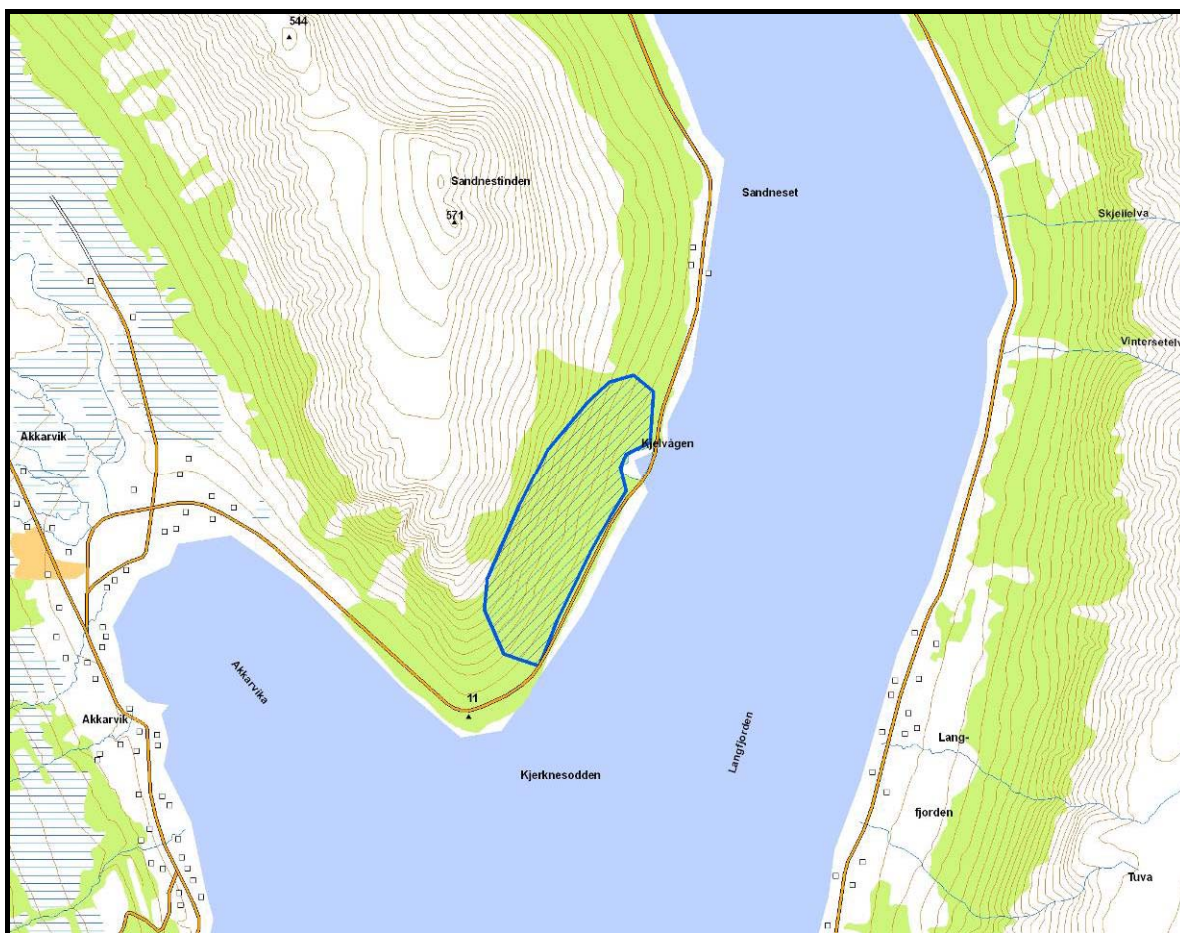 544
Sandnestinden
Sandneset
571
Skjellelva
Vintersetelv
Akkarvik
Kjelvågen
Akkarvika
11
Akkarvik
Langfjorden
Lang-
Kjerknesodden
fjorden
Tuva